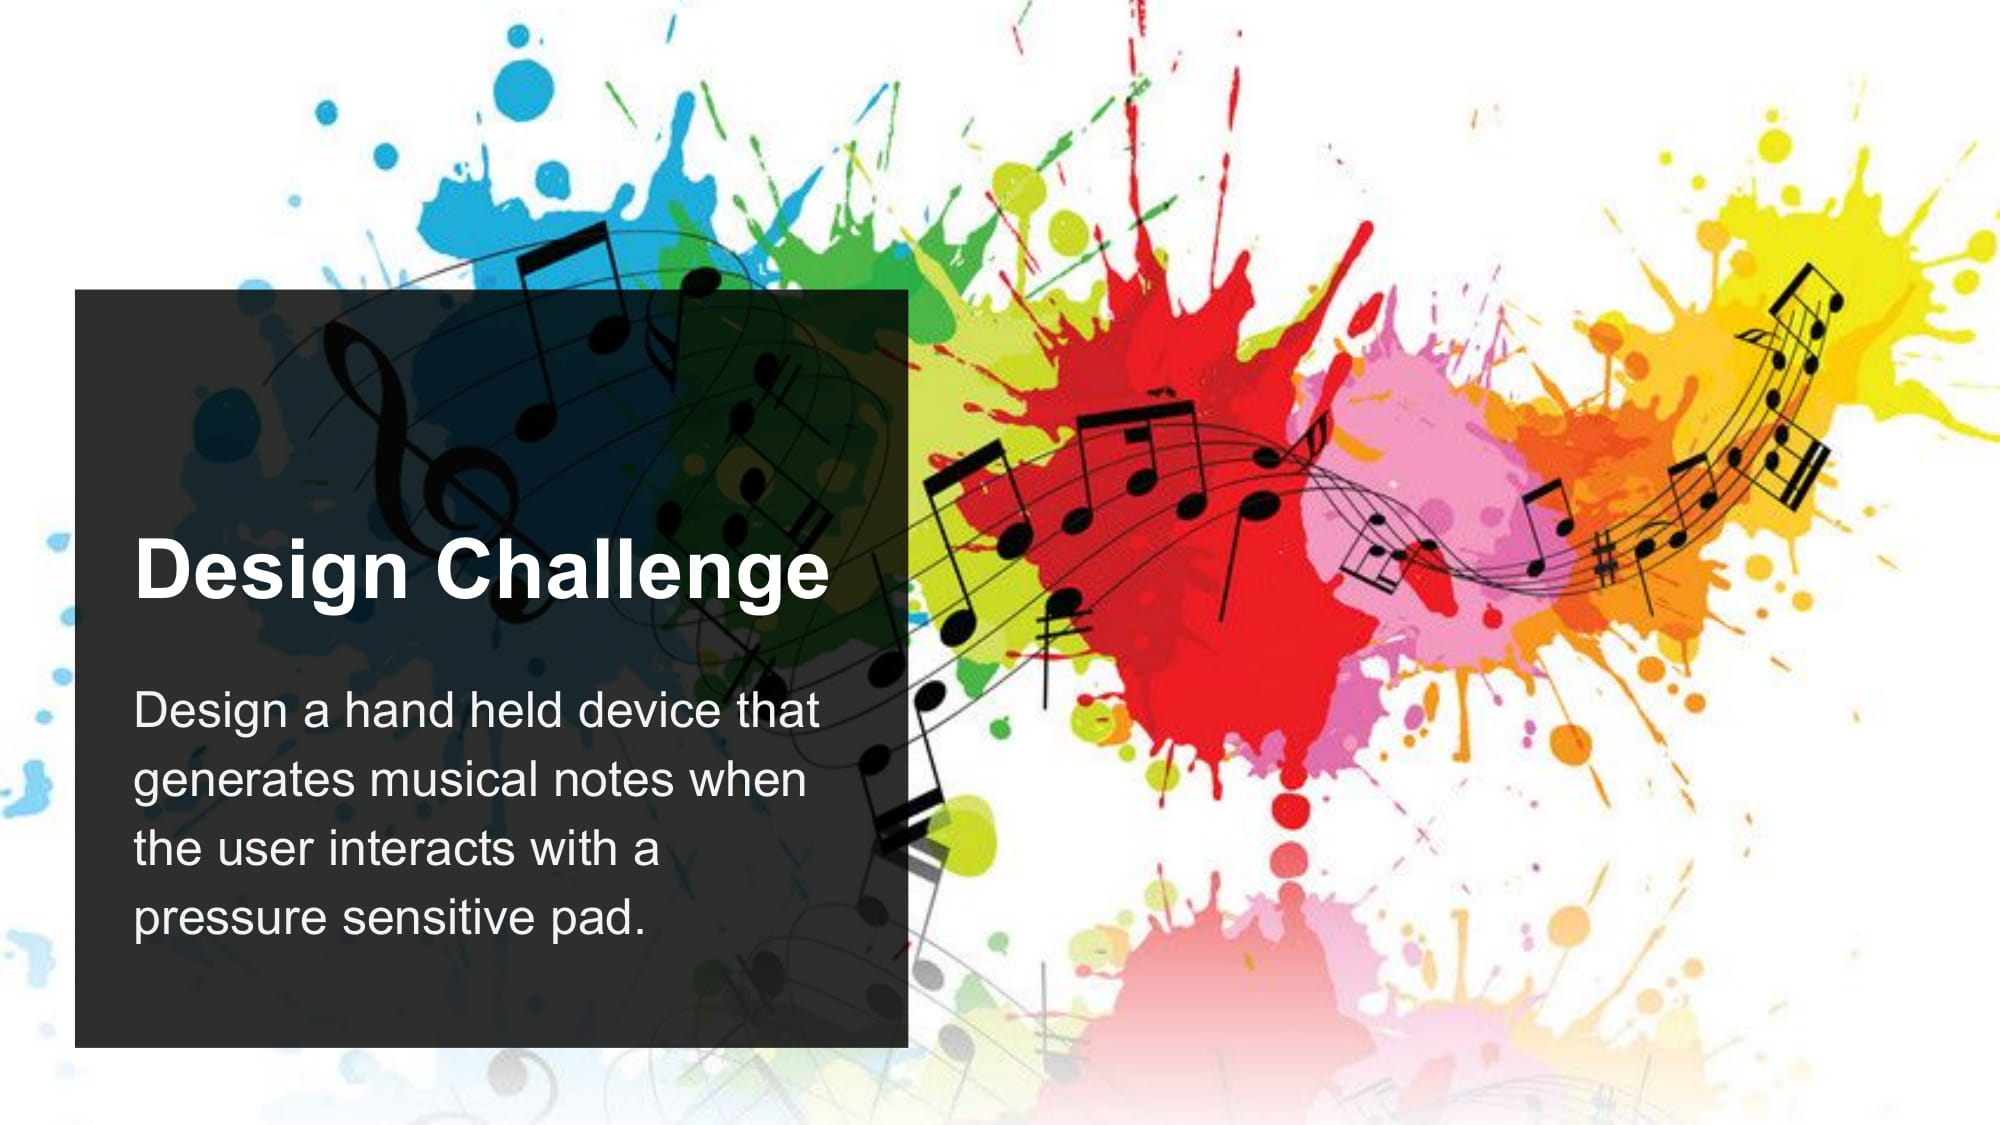 Design Challenge
Design a hand held device that
generates musical notes when
the user interacts with a
pressure sensitive pad.